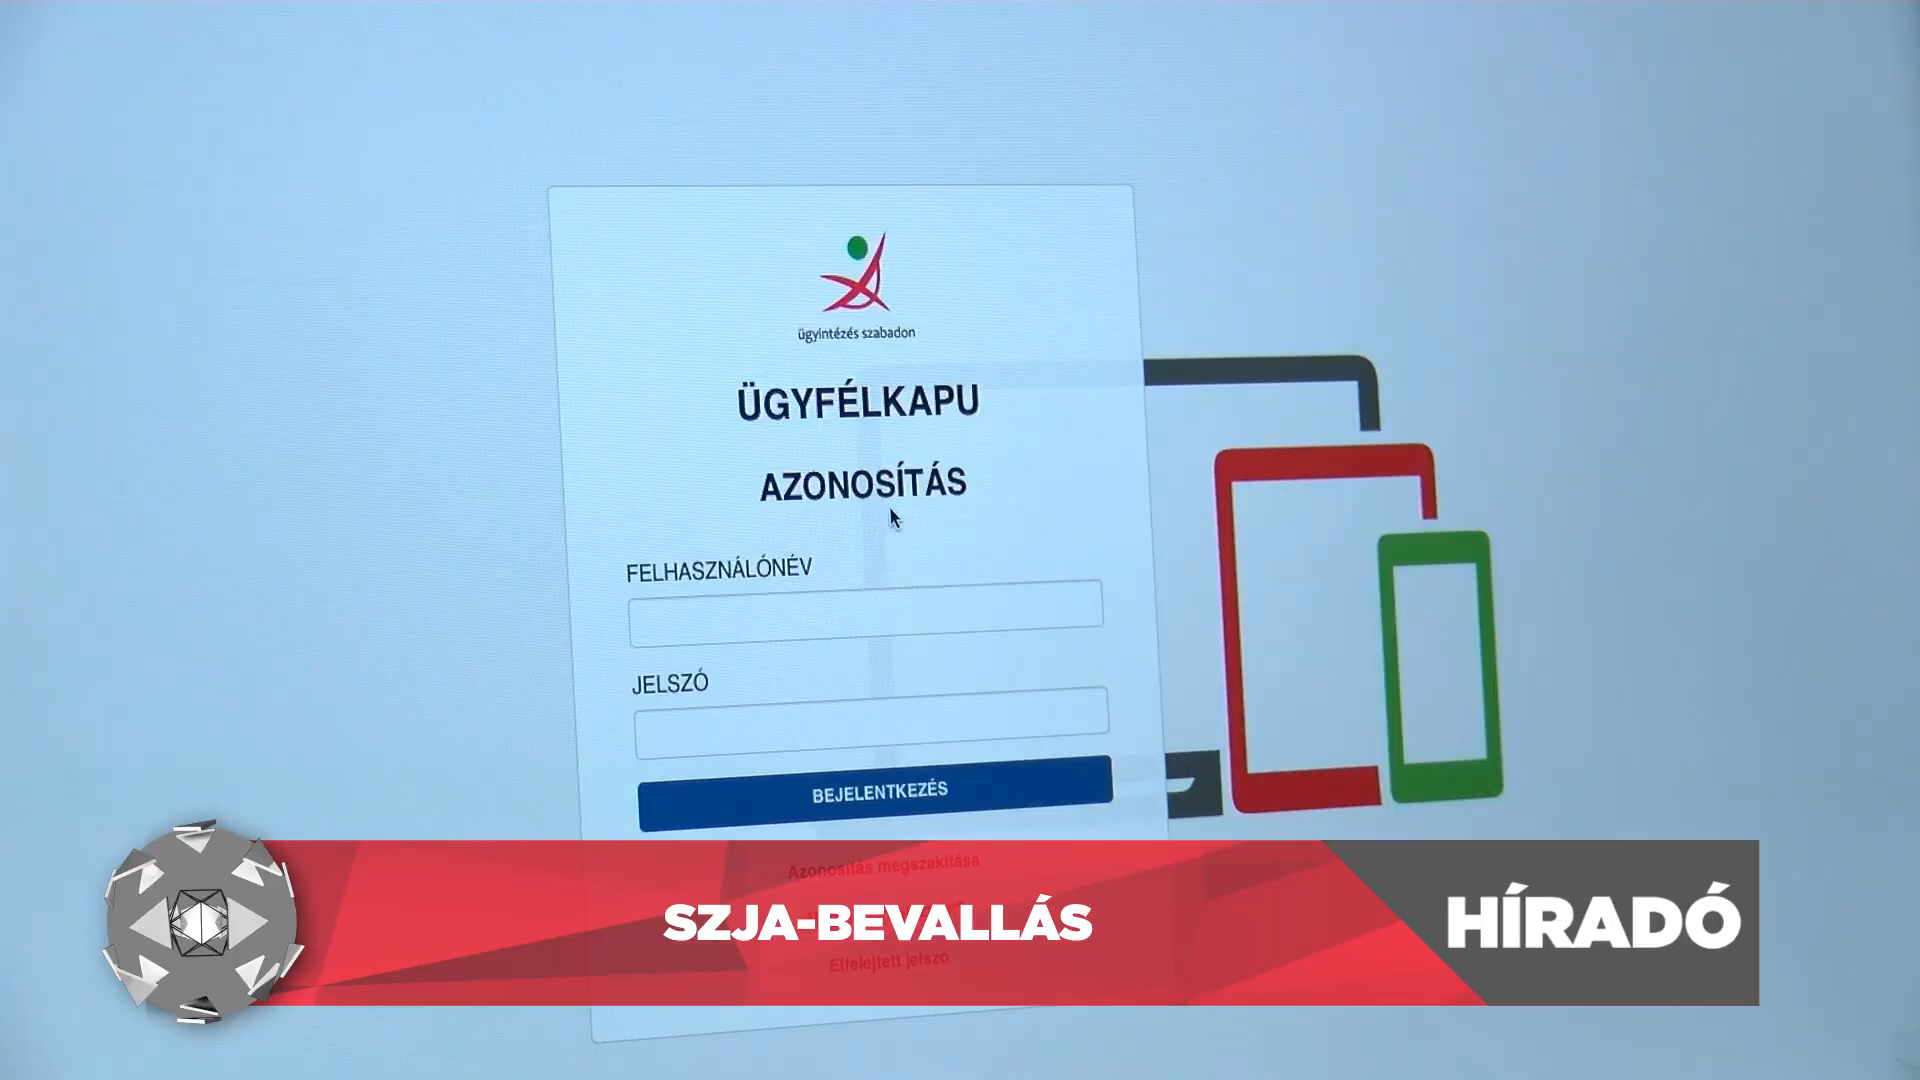 ügyintézés szabadon
ÜGYFÉLKAPU
AZONOSÍTÁS
FELHASZNÁLÓNÉV
JELSZÓ
BEJELENTKEZÉS
Azonosítás megszakítása
SZJA-BEVALLÁS
HÍRADÓ
Elfelejtett jelszó